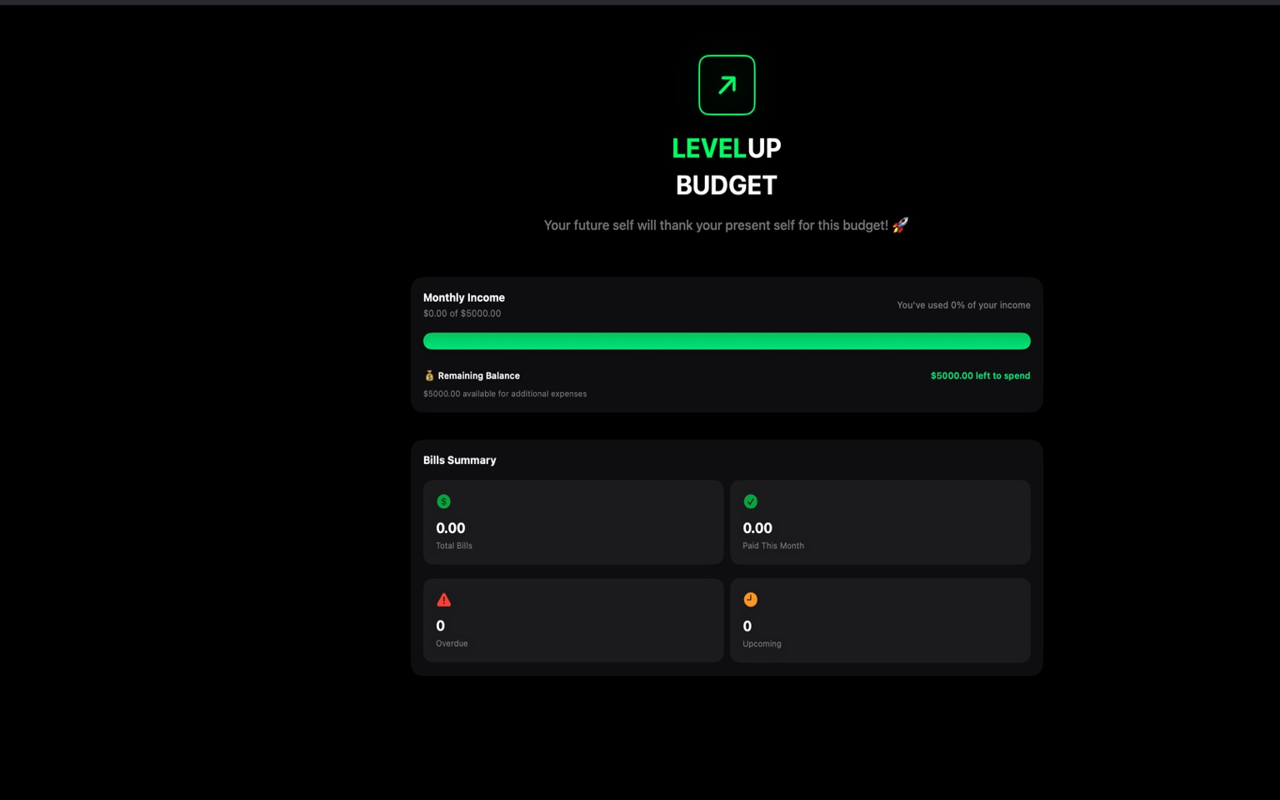 LEVELUP
BUDGET
Your future self will thank your present self for this budget! 🚀
Monthly Income
$0.00 of $5000.00
You've used 0% of your income
💰 Remaining Balance
$5000.00 left to spend
$5000.00 available for additional expenses
Bills Summary
0.00
Total Bills
0.00
Paid This Month
0
Overdue
0
Upcoming